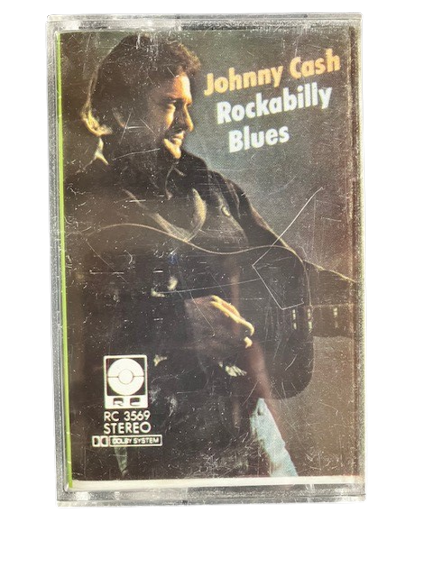 Johnny Cash
Rockabilly
Blues
RC 3569
STEREO
DOLBY SYSTEM